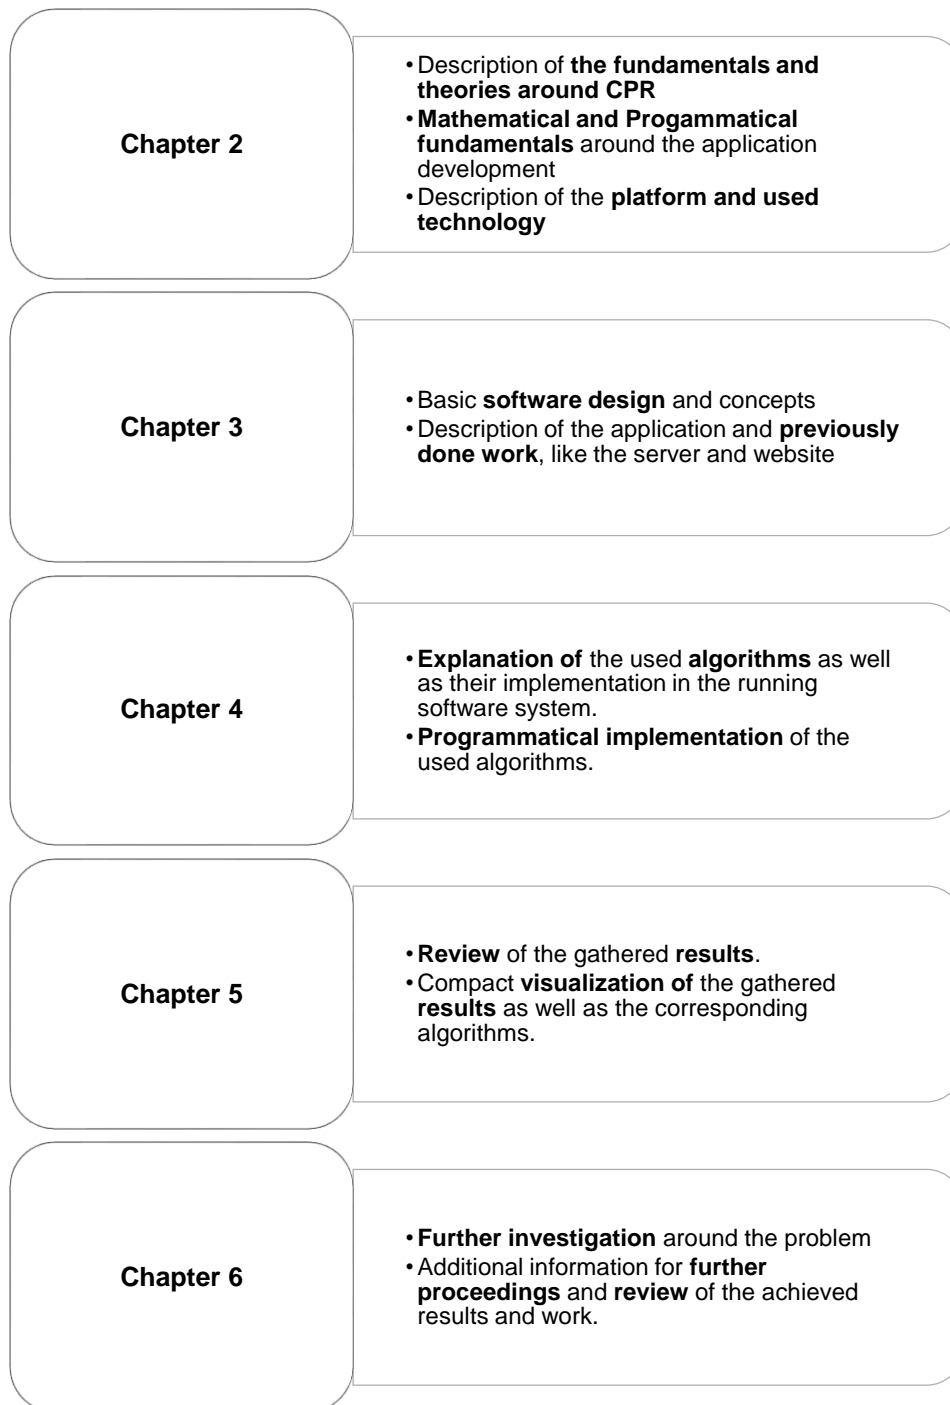 Chapter 2
•Description of the fundamentals and
theories around CPR
•Mathematical and Progammatical
fundamentals around the application
development
•Description of the platform and used
technology
Chapter 3
•Basic software design and concepts
•Description of the application and previously
done work, like the server and website
Chapter 4
•Explanation of the used algorithms as well
as their implementation in the running
software system.
•Programmatical implementation of the
used algorithms.
Chapter 5
•Review of the gathered results.
•Compact visualization of the gathered
results as well as the corresponding
algorithms.
Chapter 6
•Further investigation around the problem
•Additional information for further
proceedings and review of the achieved
results and work.